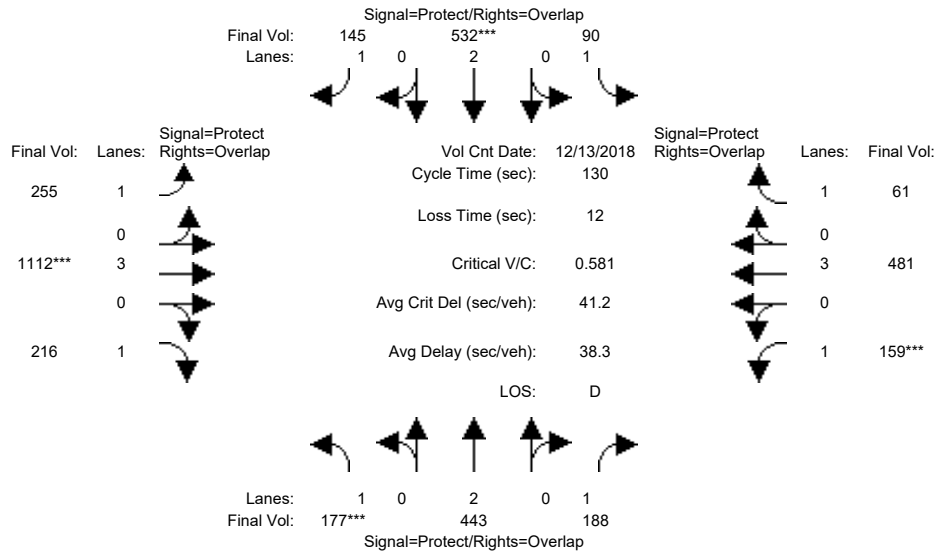 Signal=Protect/Rights=Overlap
Final Vol: 145 532*** 90
Lanes: 1 0 2 0 1
Signal=Protect
Final Vol: Lanes: Rights=Overlap
Vol Cnt Date: 12/13/2018
Signal=Protect
Rights=Overlap Lanes: Final Vol:
Cycle Time (sec): 130
255 1
1 61
Loss Time (sec): 12
0
0
1112*** 3
Critical V/C: 0.581
3 481
0
Avg Crit Del (sec/veh): 41.2
0
216 1
Avg Delay (sec/veh): 38.3
1 159***
LOS: D
Lanes: 1 0 2 0 1
Final Vol: 177*** 443 188
Signal=Protect/Rights=Overlap